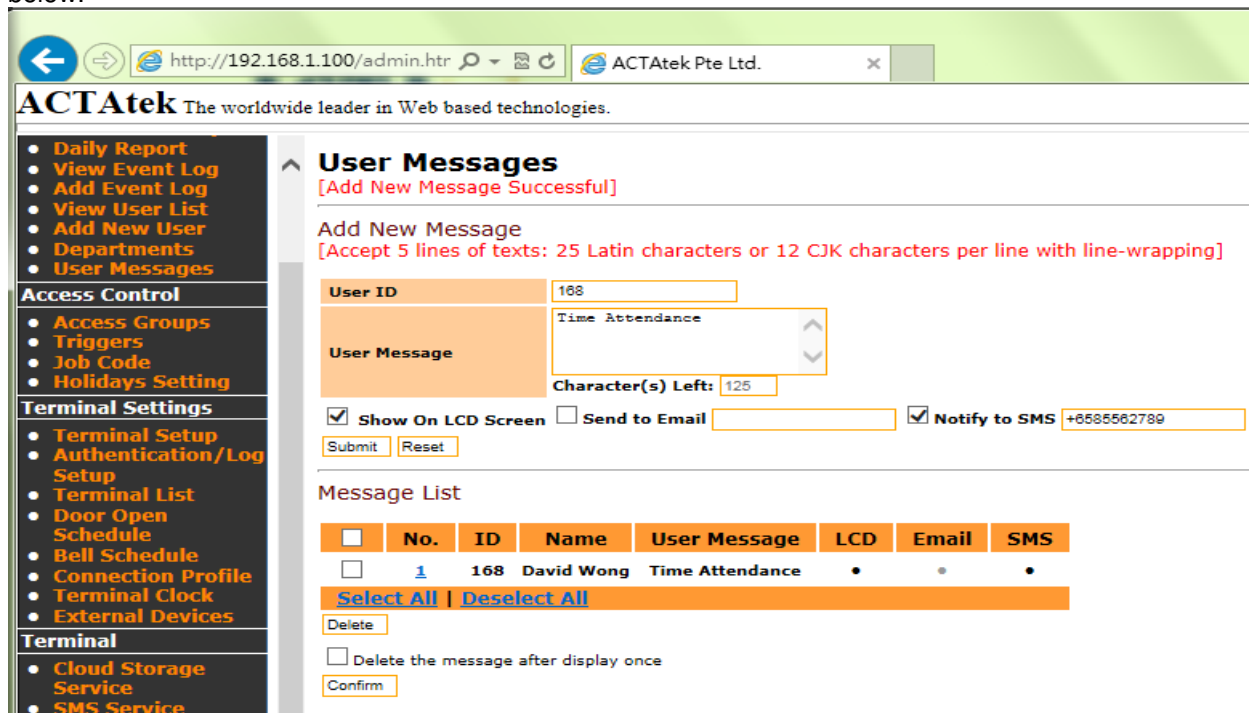 below:
http://192.168.1.100/admin.htr
ACTAtek Pte Ltd.
ACTAtek The worldwide leader in Web based technologies.
Daily Report
View Event Log
Add Event Log
View User List
Add New User
Departments
User Messages
Access Control
Access Groups
Triggers
Job Code
Holidays Setting
Terminal Settings
Terminal Setup
Authentication/Log
Setup
Terminal List
Door Open
Schedule
Bell Schedule
Connection Profile
Terminal Clock
External Devices
Terminal
Cloud Storage
Service
SMS Service
User Messages
[Add New Message Successful]
Add New Message
[Accept 5 lines of texts: 25 Latin characters or 12 CJK characters per line with line-wrapping]
User ID 168
User Message Time Attendance
Character(s) Left: 125
Show On LCD Screen Send to Email Notify to SMS +6585562789
Submit Reset
Message List
No. ID Name User Message LCD Email SMS
1 168 David Wong Time Attendance • • •
Select All | Deselect All
Delete
Delete the message after display once
Confirm